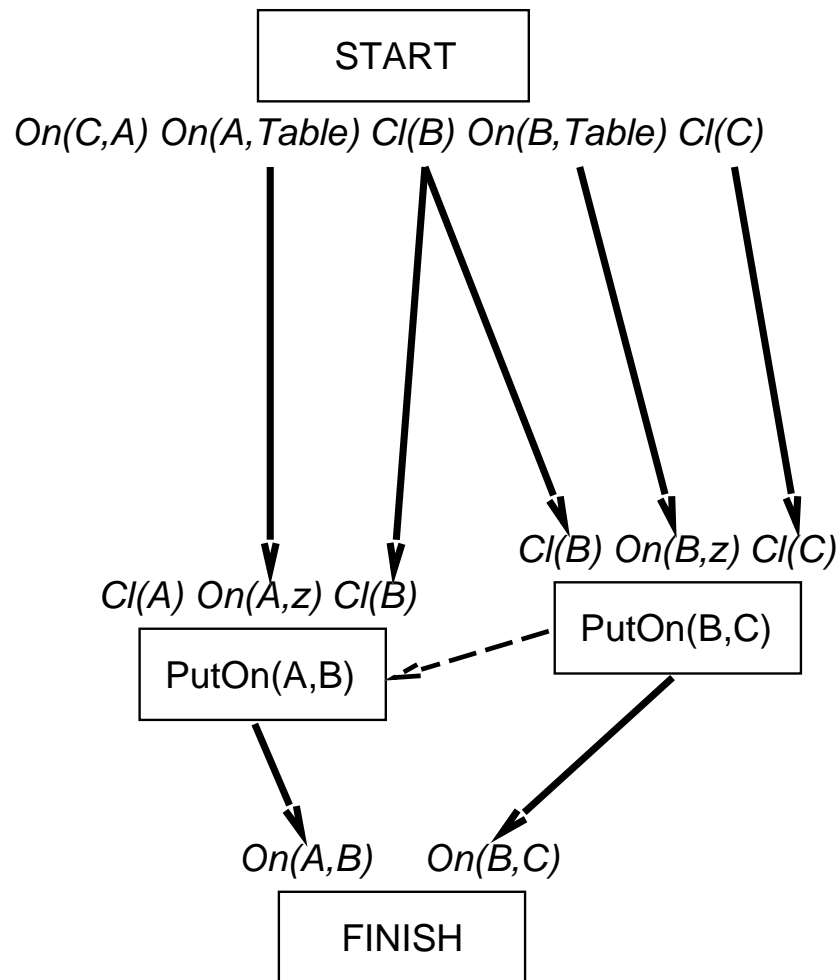 START
On(C,A) On(A,Table) Cl(B) On(B,Table) Cl(C)
Cl(B) On(B,z) Cl(C)
Cl(A) On(A,z) Cl(B)
PutOn(B,C)
PutOn(A,B)
On(A,B) On(B,C)
FINISH